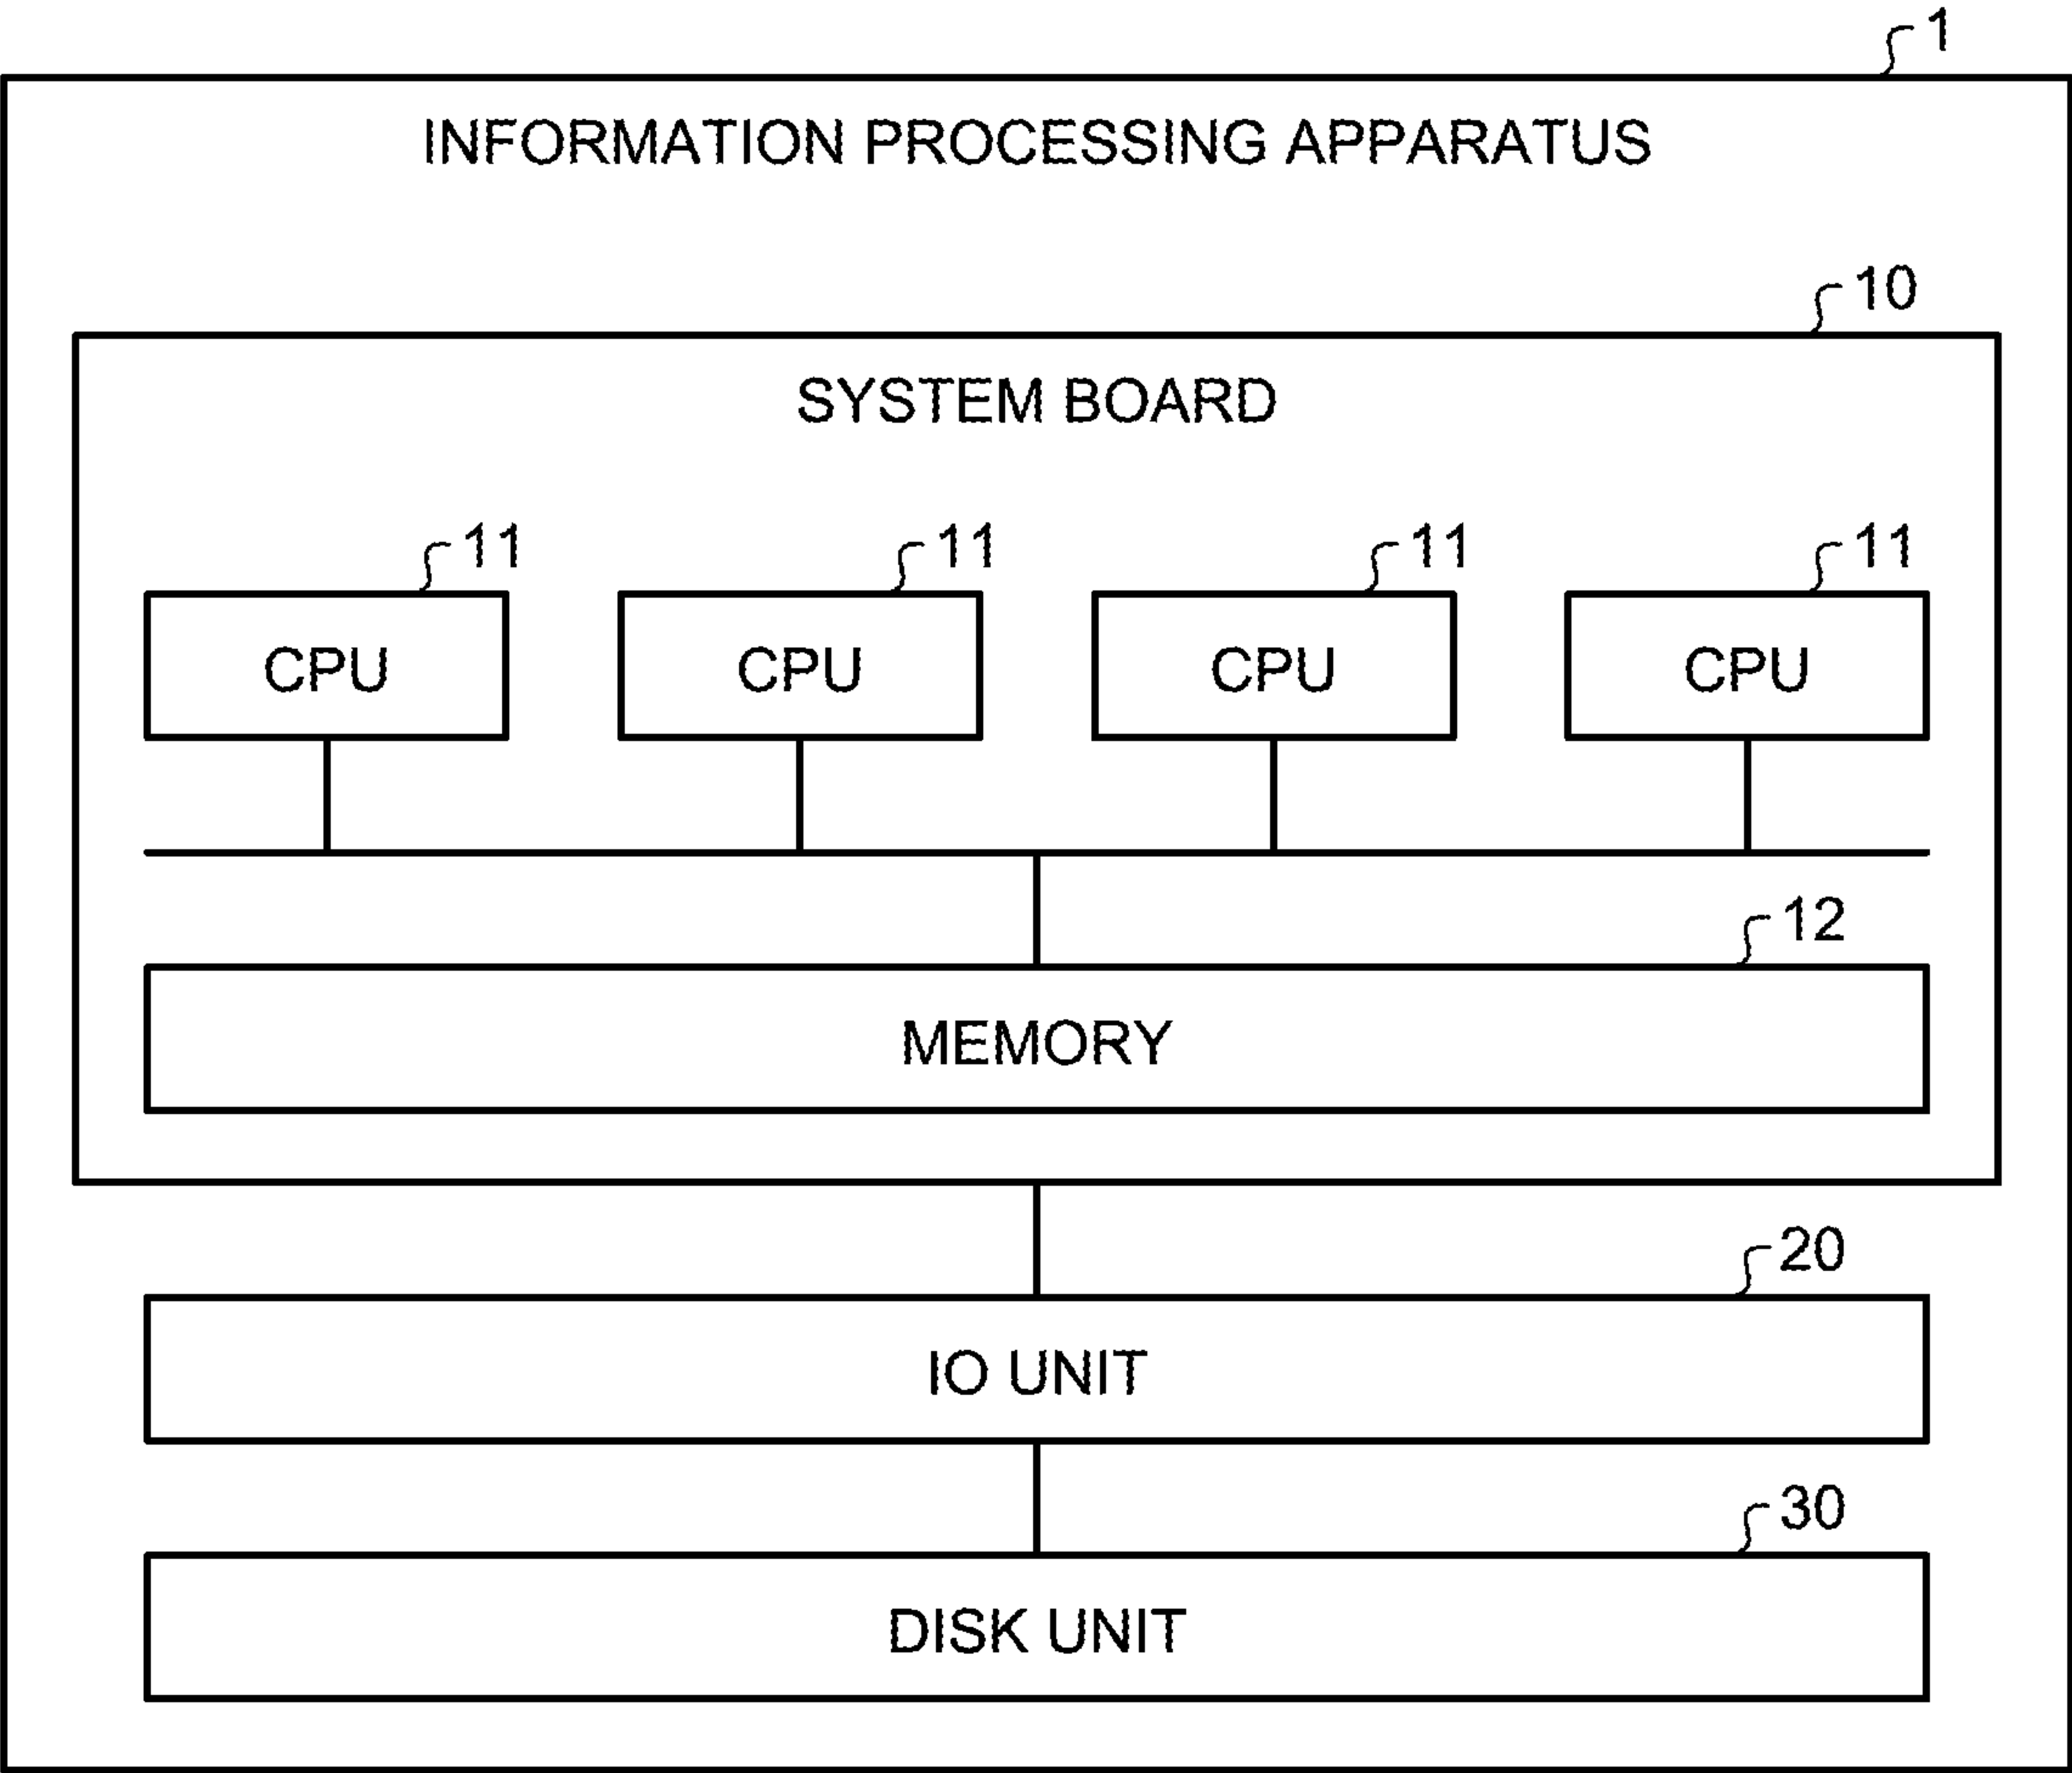 1
INFORMATION PROCESSING APPARATUS
10
SYSTEM BOARD
11 11 11 11
CPU CPU CPU CPU
12
MEMORY
20
IO UNIT
30
DISK UNIT